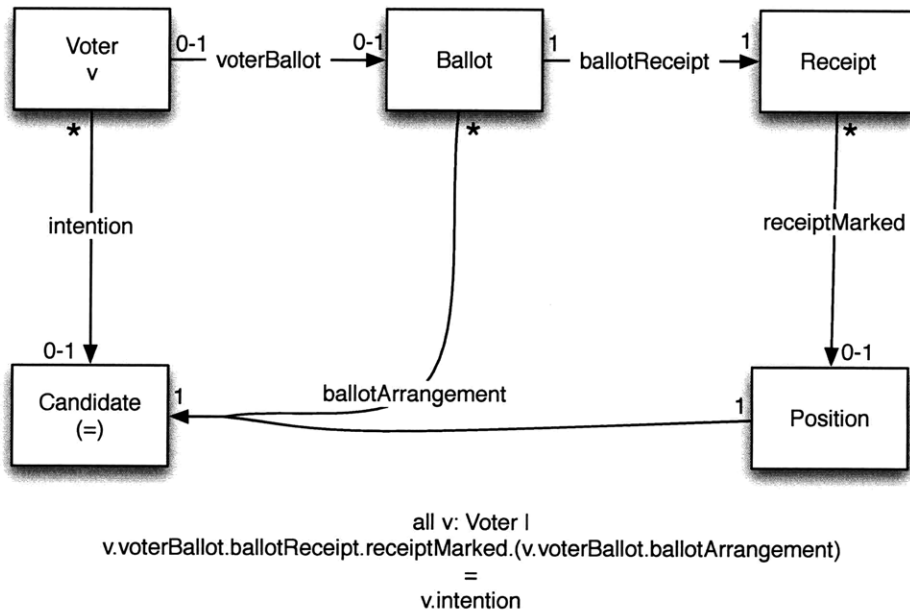 Voter
v
0-1
voterBallot
0-1
Ballot
1
ballotReceipt
1
Receipt
*
*
*
intention
receiptMarked
0-1
0-1
Candidate
(=)
1
ballotArrangement
1
Position
all v: Voter |
v.voterBallot.ballotReceipt.receiptMarked.(v.voterBallot.ballotArrangement)
=
v.intention